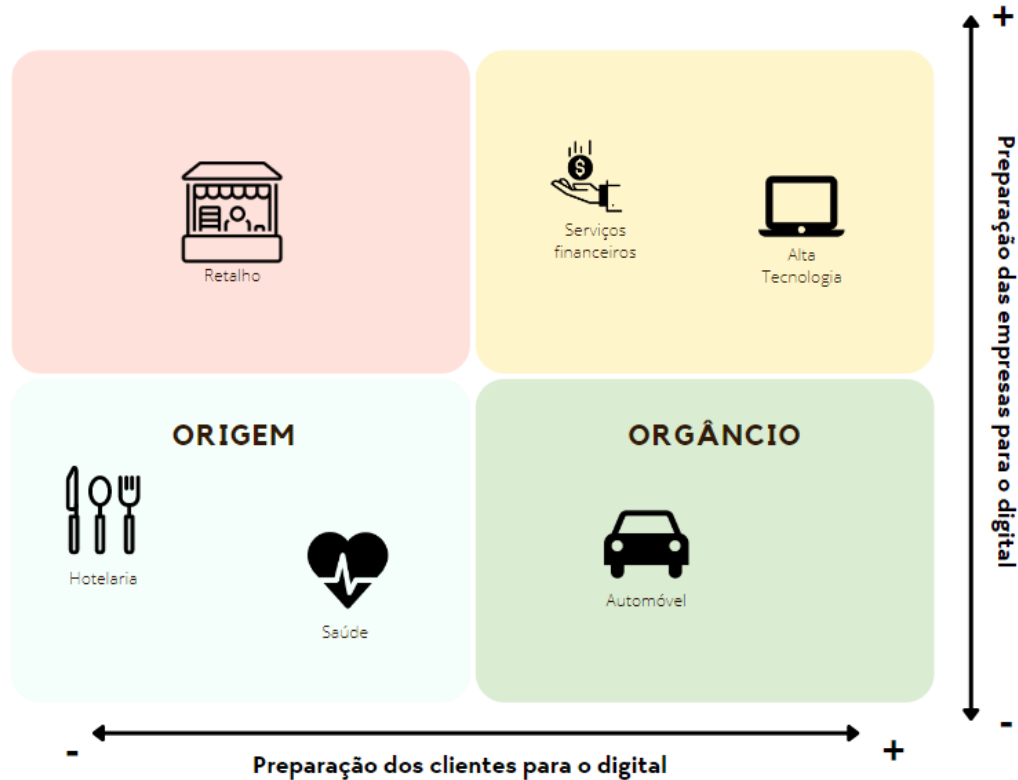 +
Retalho
Serviços
financeiros
Alta
Tecnologia
Preparação das empresas para o digital
ORIGEM
ORGÂNCIO
Hotelaria
Saúde
Automóvel
-
-
+
Preparação dos clientes para o digital